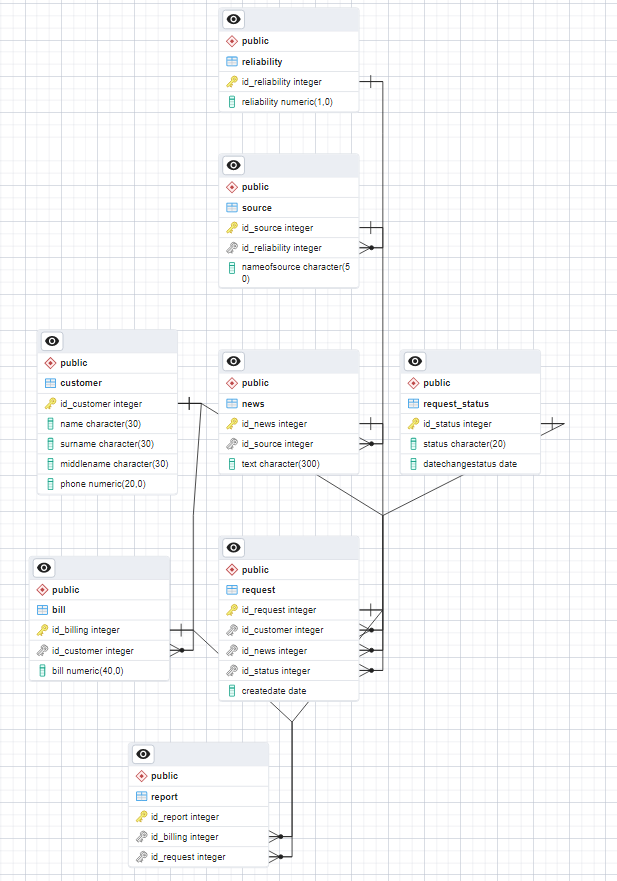 public
reliability
id_reliability integer
reliability numeric(1,0)
public
source
id_source integer
id_reliability integer
nameofsource character(5
0)
public
customer
id_customer integer
name character(30)
surname character(30)
middlename character(30)
phone numeric(20,0)
public
news
id_news integer
id_source integer
text character(300)
public
request_status
id_status integer
status character(20)
datechangestatus date
public
bill
id_billing integer
id_customer integer
bill numeric(40,0)
public
request
id_request integer
id_customer integer
id_news integer
id_status integer
createdate date
public
report
id_report integer
id_billing integer
id_request integer